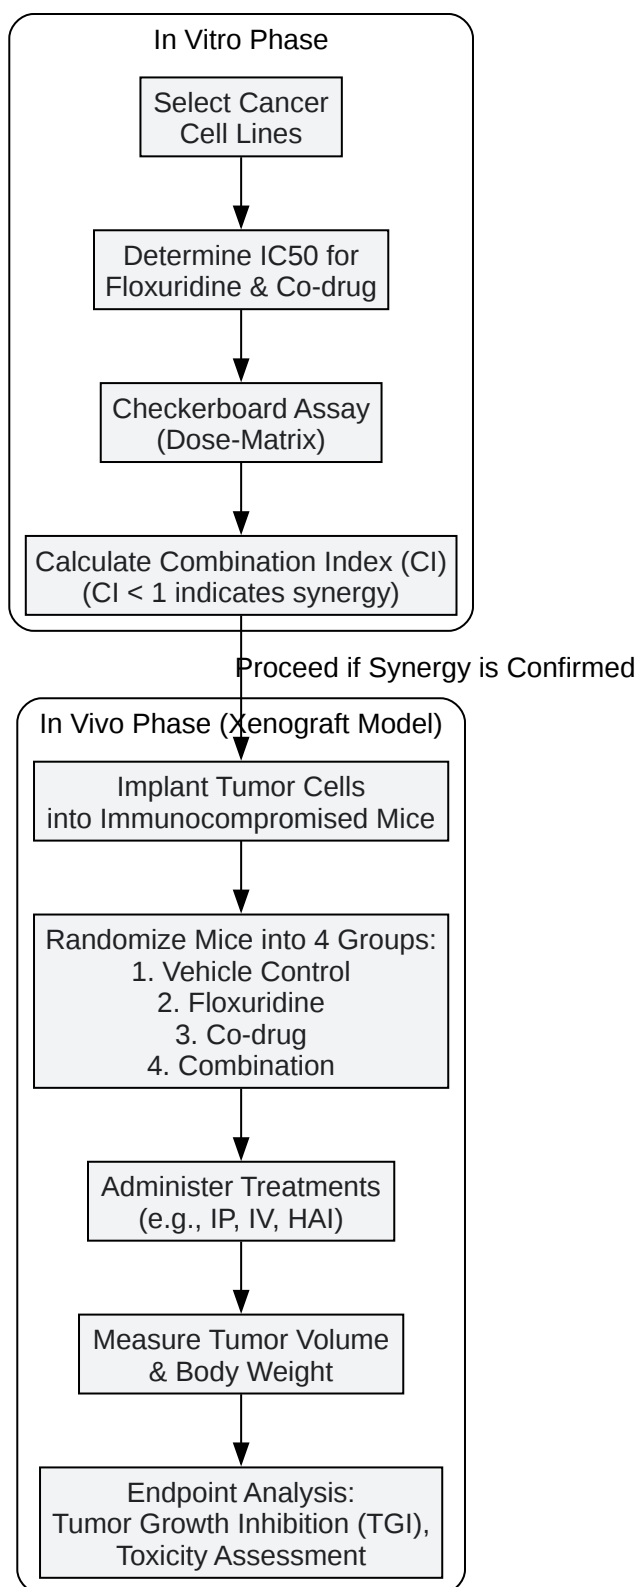 In Vitro Phase
Select Cancer
Cell Lines
Determine IC50 for
Floxuridine & Co-drug
Checkerboard Assay
(Dose-Matrix)
Calculate Combination Index (CI)
(CI < 1 indicates synergy)
Proceed if Synergy is Confirmed
In Vivo Phase (Xenograft Model)
Implant Tumor Cells
into Immunocompromised Mice
Randomize Mice into 4 Groups:
1. Vehicle Control
2. Floxuridine
3. Co-drug
4. Combination
Administer Treatments
(e.g., IP, IV, HAI)
Measure Tumor Volume
& Body Weight
Endpoint Analysis:
Tumor Growth Inhibition (TGI),
Toxicity Assessment